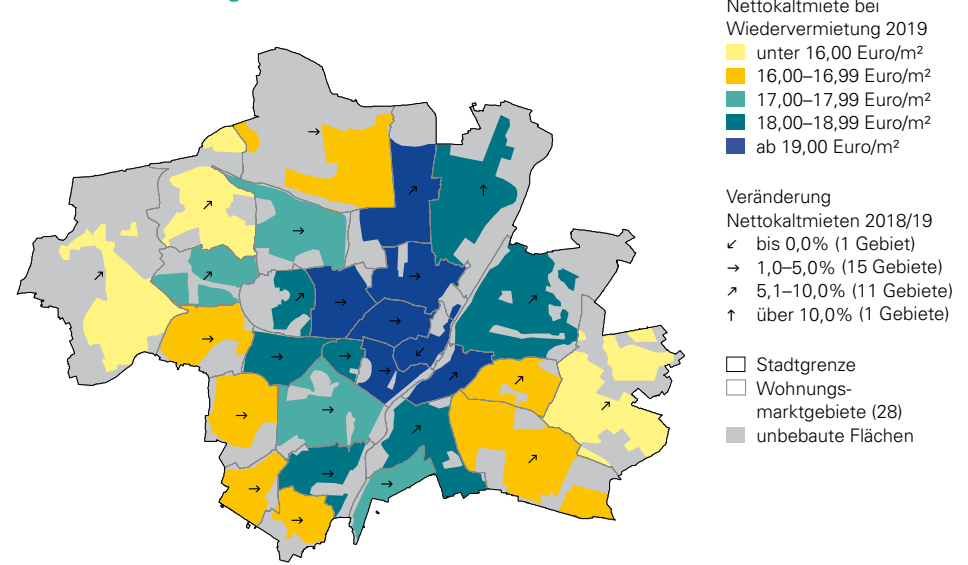 Nettokaltmiete bei
Wiedervermietung 2019
unter 16,00 Euro/m²
16,00–16,99 Euro/m²
17,00–17,99 Euro/m²
18,00–18,99 Euro/m²
ab 19,00 Euro/m²
Veränderung
Nettokaltmieten 2018/19
↙ bis 0,0% (1 Gebiet)
→ 1,0–5,0% (15 Gebiete)
↗ 5,1–10,0% (11 Gebiete)
↑ über 10,0% (1 Gebiete)
Stadtgrenze
Wohnungs-
marktgebiete (28)
unbebaute Flächen